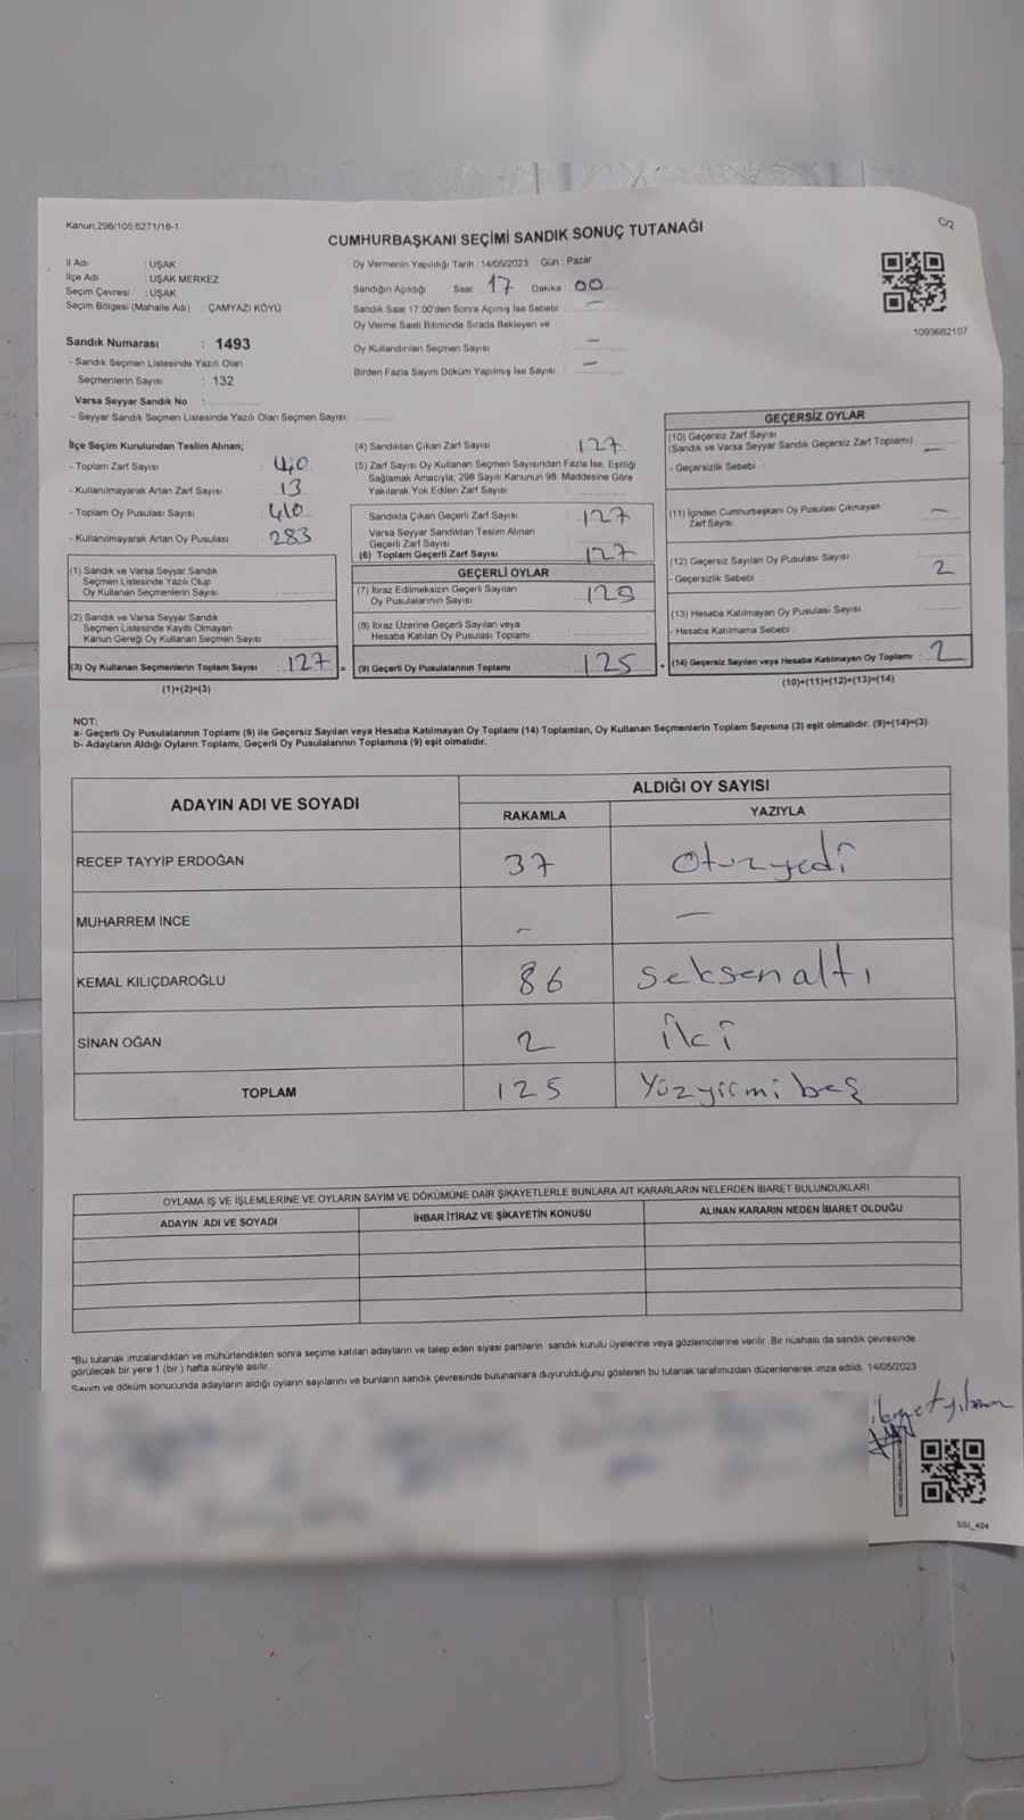 Kanun:298/105;6271/18-1
C/2
CUMHURBAŞKANI SEÇİMİ SANDIK SONUÇ TUTANAĞI
İl Adı : UŞAK
İlçe Adı : UŞAK MERKEZ
Seçim Çevresi : UŞAK
Seçim Bölgesi (Mahalle Adı) : ÇAMYAZI KÖYÜ
Oy Vermenin Yapıldığı Tarih :14/05/2023 Gün : Pazar
Sandığın Açıldığı Saat 17 Dakika 00
Sandık Saat 17:00'den Sonra Açılmış İse Sebebi : -
Oy Verme Saati Bitiminde Sırada Bekleyen ve
Oy Kullandırılan Seçmen Sayısı -
Birden Fazla Sayım Döküm Yapılmış İse Sayısı : -
1093682107
Sandık Numarası : 1493
- Sandık Seçmen Listesinde Yazılı Olan
Seçmenlerin Sayısı : 132
Varsa Seyyar Sandık No :
- Seyyar Sandık Seçmen Listesinde Yazılı Olan Seçmen Sayısı:
İlçe Seçim Kurulundan Teslim Alınan;
- Toplam Zarf Sayısı
- Kullanılmayarak Artan Zarf Sayısı 13
- Toplam Oy Pusulası Sayısı 410
- Kullanılmayarak Artan Oy Pusulası 283
(1) Sandık ve Varsa Seyyar Sandık
Seçmen Listesinde Yazılı Olup
Oy Kullanan Seçmenlerin Sayısı
(2) Sandık ve Varsa Seyyar Sandık
Seçmen Listesinde Kayıtlı Olmayan
Kanun Gereği Oy Kullanan Seçmen Sayısı
(3) Oy Kullanan Seçmenlerin Toplam Sayısı 127 =
(1)+(2)=(3)
(4) Sandıktan Çıkan Zarf Sayısı 127
(5) Zarf Sayısı Oy Kullanan Seçmen Sayısından Fazla İse, Eşitliği
Sağlamak Amacıyla; 298 Sayılı Kanunun 98. Maddesine Göre
Yakılarak Yok Edilen Zarf Sayısı
Sandıkta Çıkan Geçerli Zarf Sayısı 127
Varsa Seyyar Sandıktan Teslim Alınan
Geçerli Zarf Sayısı
(6) Toplam Geçerli Zarf Sayısı 127
GEÇERLİ OYLAR
(7) İtiraz Edilmeksizin Geçerli Sayılan
Oy Pusulalarının Sayısı 125
(8) İtiraz Üzerine Geçerli Sayılan veya
Hesaba Katılan Oy Pusulası Toplamı
(9) Geçerli Oy Pusulalarının Toplamı 125 +
GEÇERSİZ OYLAR
(10) Geçersiz Zarf Sayısı
(Sandık ve Varsa Seyyar Sandık Geçersiz Zarf Toplamı) -
- Geçersizlik Sebebi :
(11) İçinden Cumhurbaşkanı Oy Pusulası Çıkmayan
Zarf Sayısı -
(12) Geçersiz Sayılan Oy Pusulası Sayısı 2
- Geçersizlik Sebebi
(13) Hesaba Katılmayan Oy Pusulası Sayısı
- Hesaba Katılmama Sebebi :
(14) Geçersiz Sayılan veya Hesaba Katılmayan Oy Toplamı 2
(10)+(11)+(12)+(13)=(14)
NOT:
a- Geçerli Oy Pusulalarının Toplamı (9) ile Geçersiz Sayılan veya Hesaba Katılmayan Oy Toplamı (14) Toplamları, Oy Kullanan Seçmenlerin Toplam Sayısına (3) eşit olmalıdır. (9)+(14)=(3)
b- Adayların Aldığı Oyların Toplamı, Geçerli Oy Pusulalarının Toplamına (9) eşit olmalıdır.
ADAYIN ADI VE SOYADI
ALDIĞI OY SAYISI
RAKAMLA YAZIYLA
RECEP TAYYİP ERDOĞAN 37 otuzyedi
MUHARREM İNCE - -
KEMAL KILIÇDAROĞLU 86 seksenaltı
SİNAN OĞAN 2 iki
TOPLAM 125 Yüzyirmibeş
OYLAMA İŞ VE İŞLEMLERİNE VE OYLARIN SAYIM VE DÖKÜMÜNE DAİR ŞİKAYETLERLE BUNLARA AİT KARARLARIN NELERDEN İBARET BULUNDUKLARI
ADAYIN ADI VE SOYADI İHBAR İTİRAZ VE ŞİKAYETİN KONUSU ALINAN KARARIN NEDEN İBARET OLDUĞU
*Bu tutanak imzalandıktan ve mühürlendikten sonra seçime katılan adayların ve talep eden siyasi partilerin sandık kurulu üyelerine veya gözlemcilerine verilir. Bir nüshası da sandık çevresinde
görülecek bir yere 1 (bir ) hafta süreyle asılır.
Sayım ve döküm sonucunda adayların aldığı oyların sayılarını ve bunların sandık çevresinde bulunanlara duyurulduğunu gösteren bu tutanak tarafımızdan düzenlenerek imza edildi. 14/05/2023